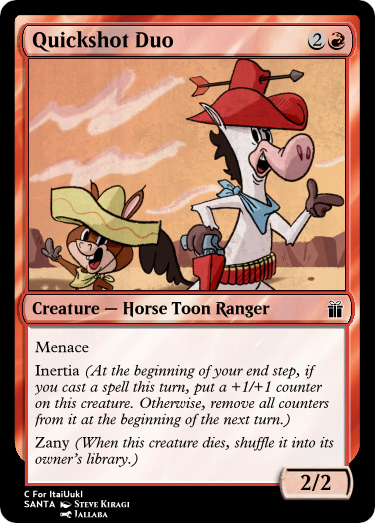 Quickshot Duo 2
Creature — Horse Toon Ranger
Menace
Inertia (At the beginning of your end step, if
you cast a spell this turn, put a +1/+1 counter
on this creature. Otherwise, remove all counters
from it at the beginning of the next turn.)
Zany (When this creature dies, shuffle it into its
owner's library.)
2/2
C For ItaiUukl
SANTA Steve Kiragi
Jallaba